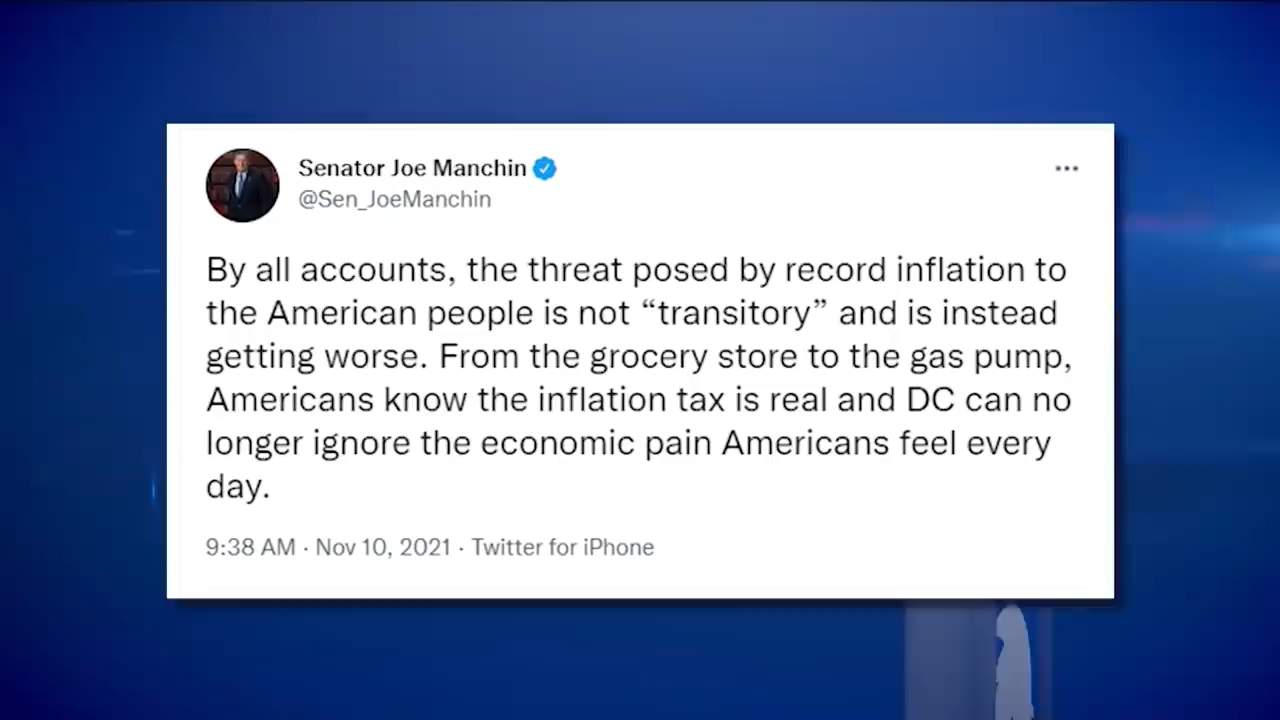 Senator Joe Manchin
@Sen_JoeManchin
By all accounts, the threat posed by record inflation to
the American people is not “transitory” and is instead
getting worse. From the grocery store to the gas pump,
Americans know the inflation tax is real and DC can no
longer ignore the economic pain Americans feel every
day.
9:38 AM · Nov 10, 2021 · Twitter for iPhone